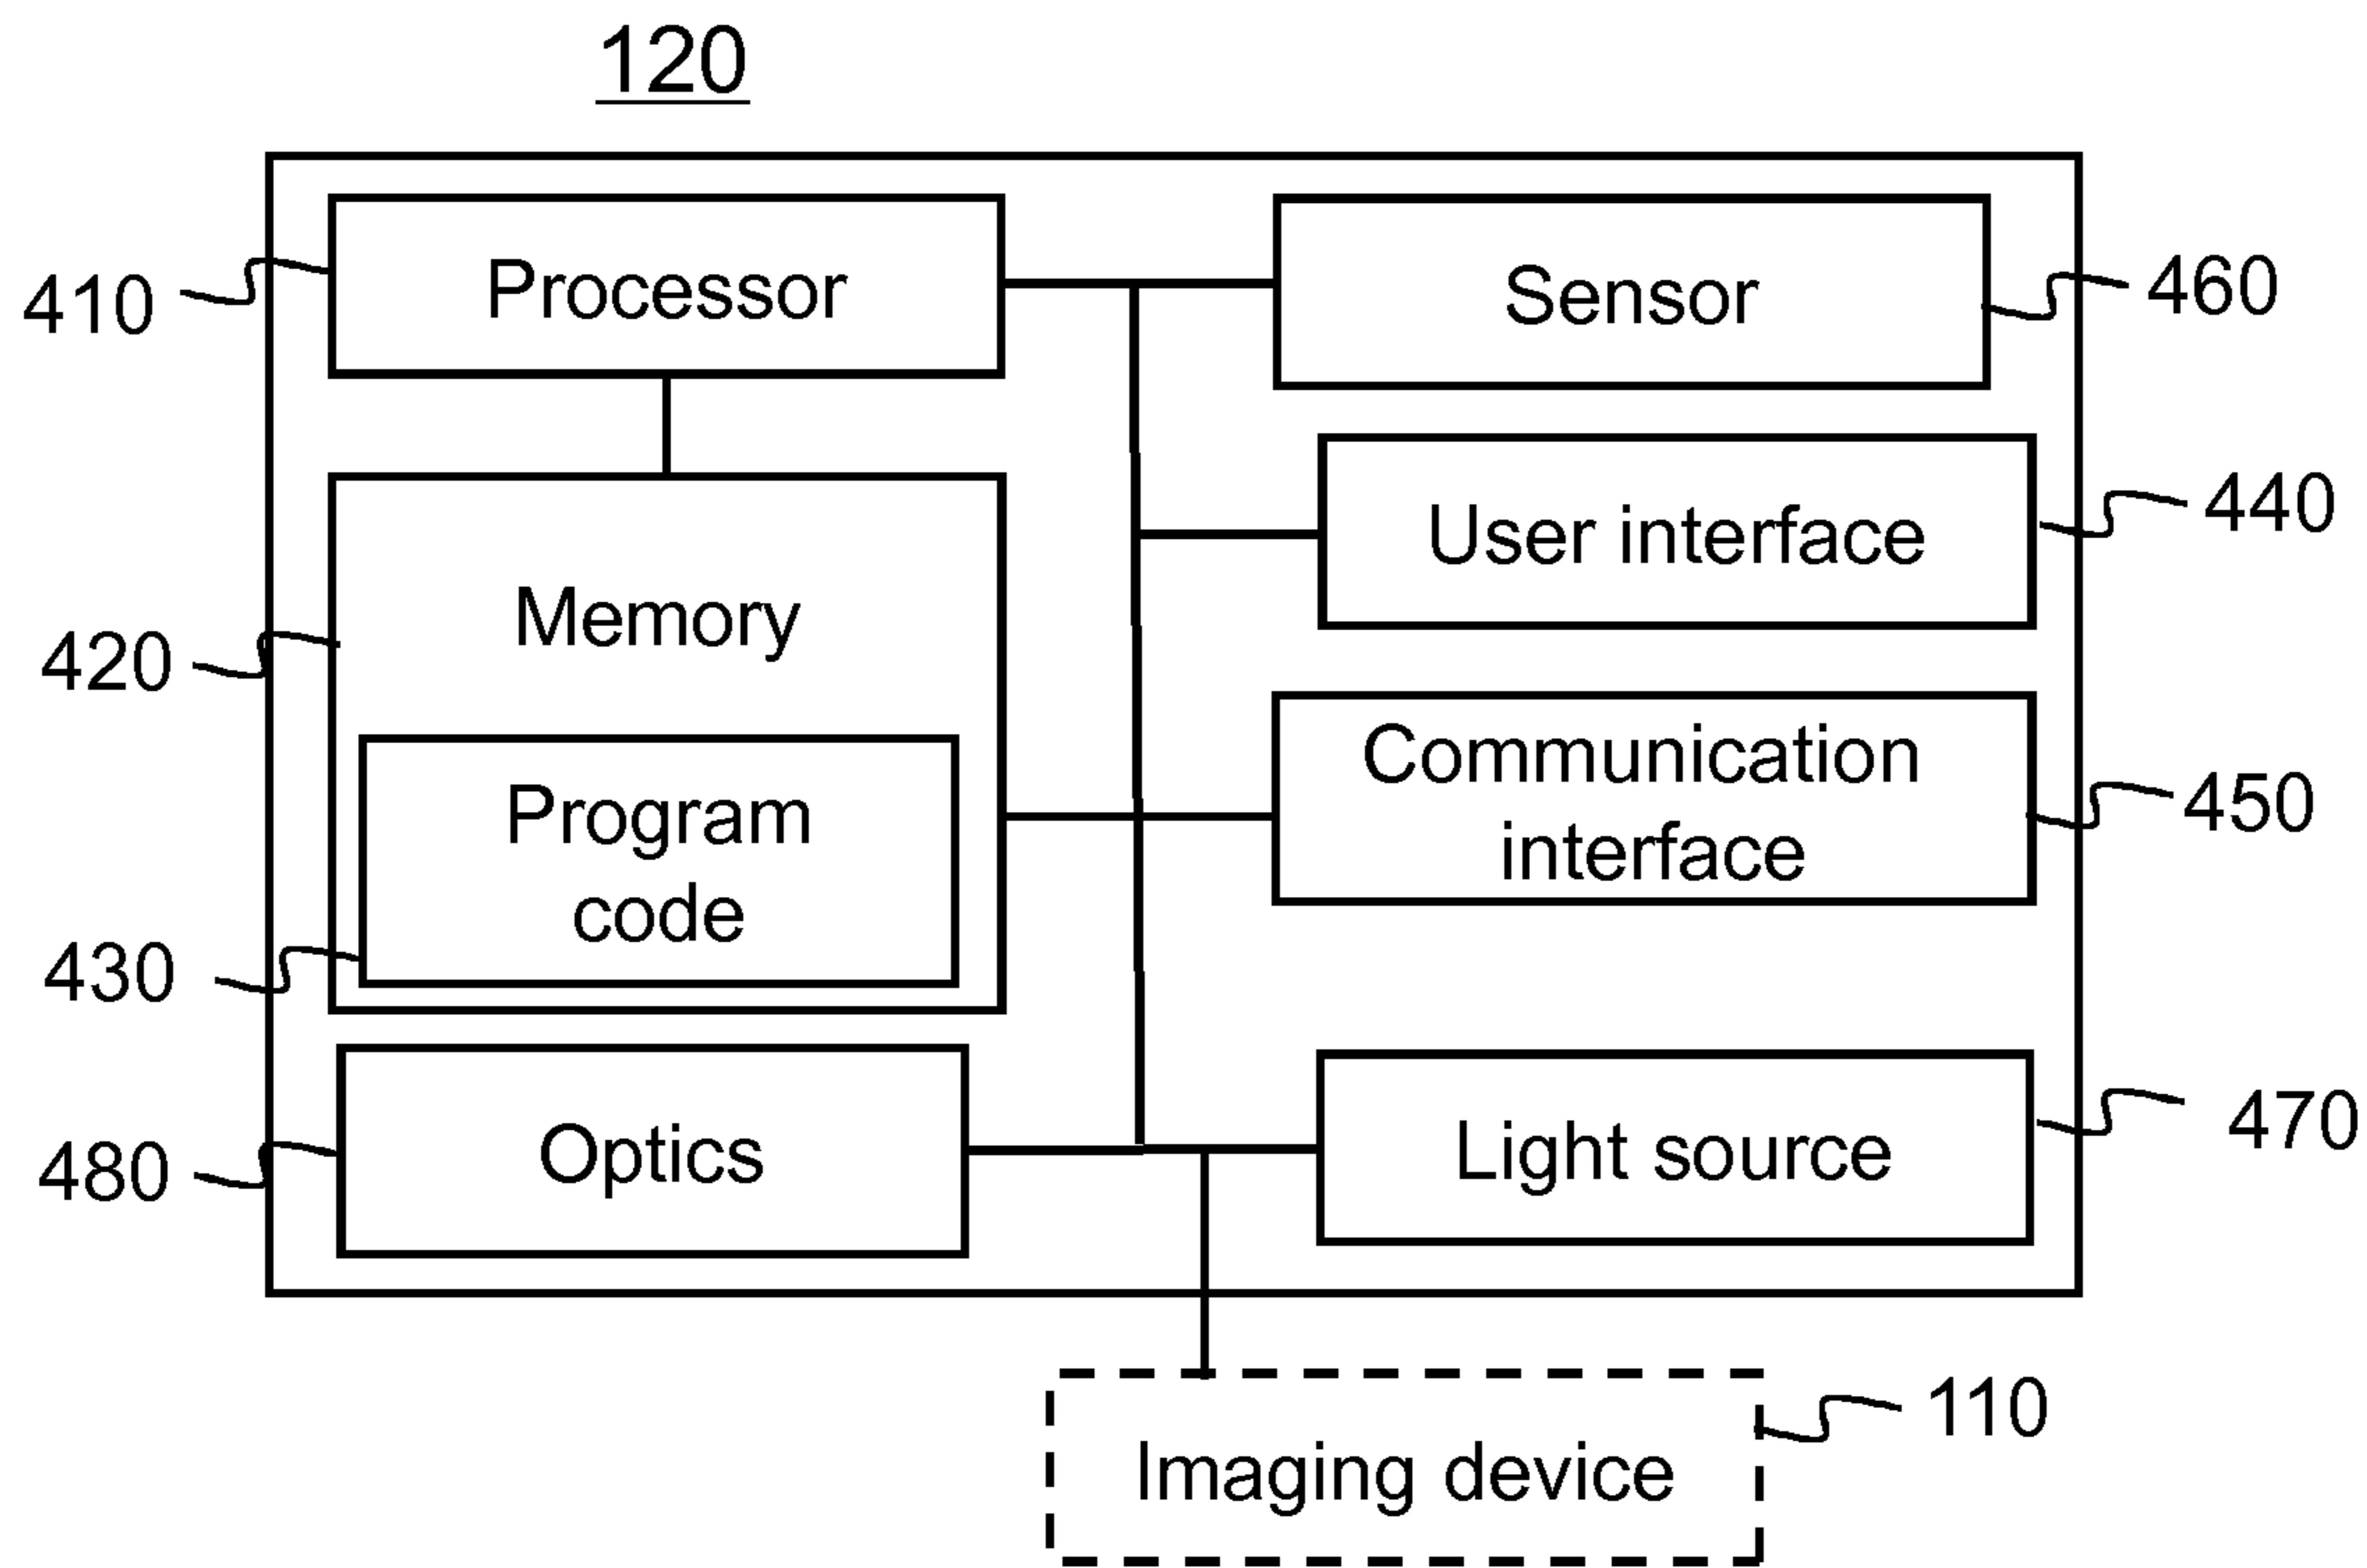 120
410
Processor
Sensor
460
User interface
440
420
Memory
Communication
interface
450
Program
code
430
480
Optics
Light source
470
Imaging device
110